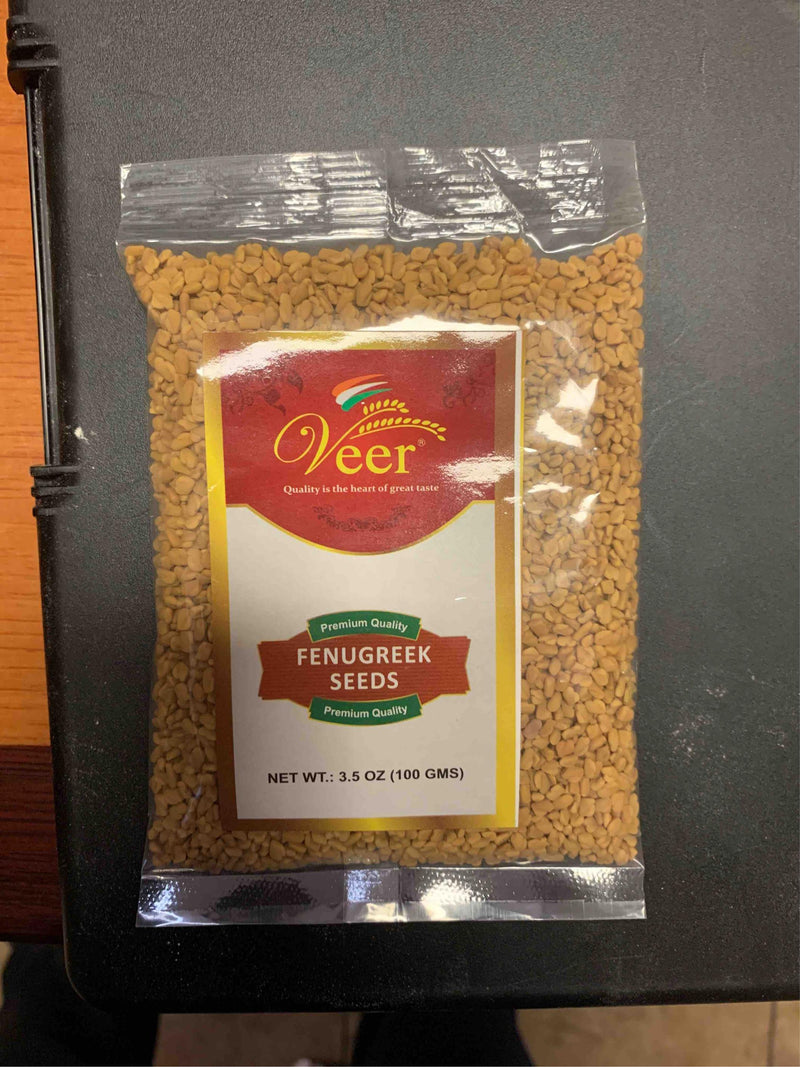 Veer®
Quality is the heart of great taste
Premium Quality
FENUGREEK
SEEDS
Premium Quality
NET WT.: 3.5 OZ (100 GMS)